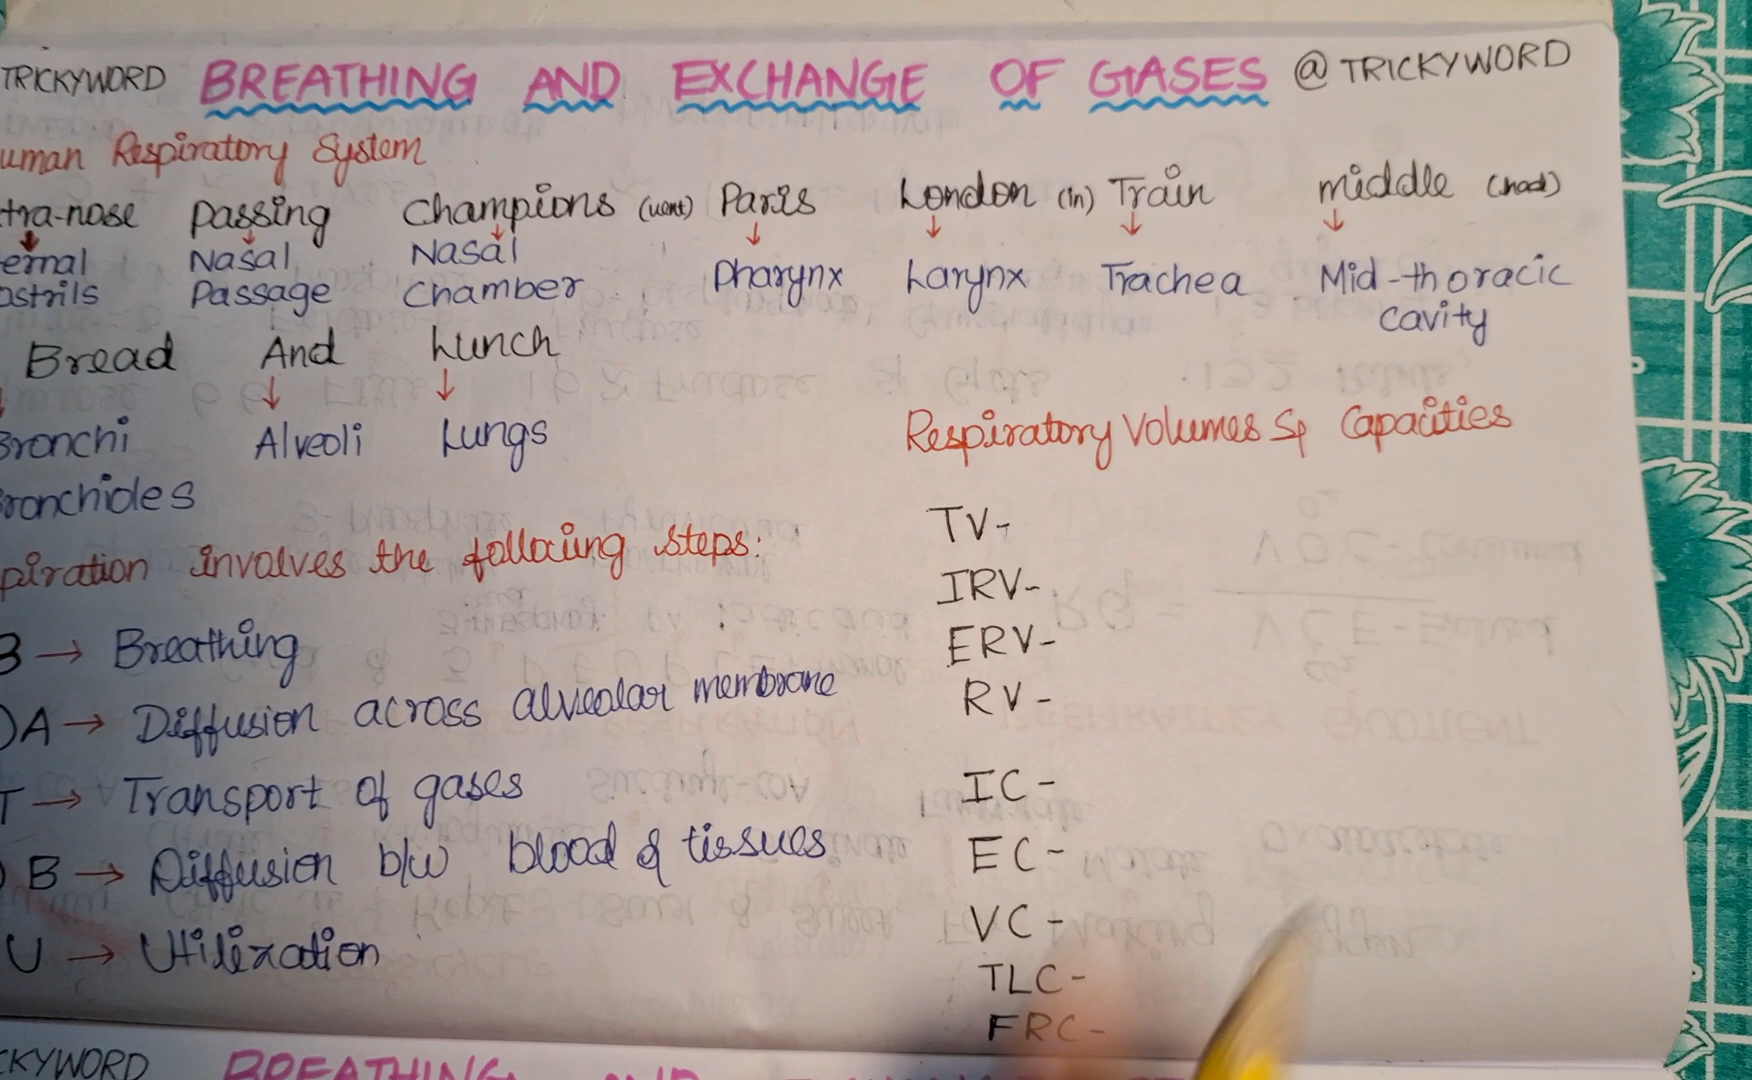 TRICKYWORD BREATHING AND EXCHANGE OF GASES @TRICKYWORD
uman Respiratory System
tra-nose Passing Champions (went) Paris London (in) Train middle (had)
ernal Nasal Nasal Pharynx Larynx Trachea Mid-thoracic
ostrils Passage Chamber cavity
Bread And Lunch
Bronchi Alveoli Lungs
ronchioles
piration involves the following steps:
B → Breathing
) A → Diffusion across alveolar membrane
T → Transport of gases
) B → Diffusion b/w blood & tissues
U → Utilization
Respiratory Volumes & Capacities
TV-
IRV-
ERV-
RV-
IC-
EC-
VC-
TLC-
FRC-
CKYWORD BREATHING AND